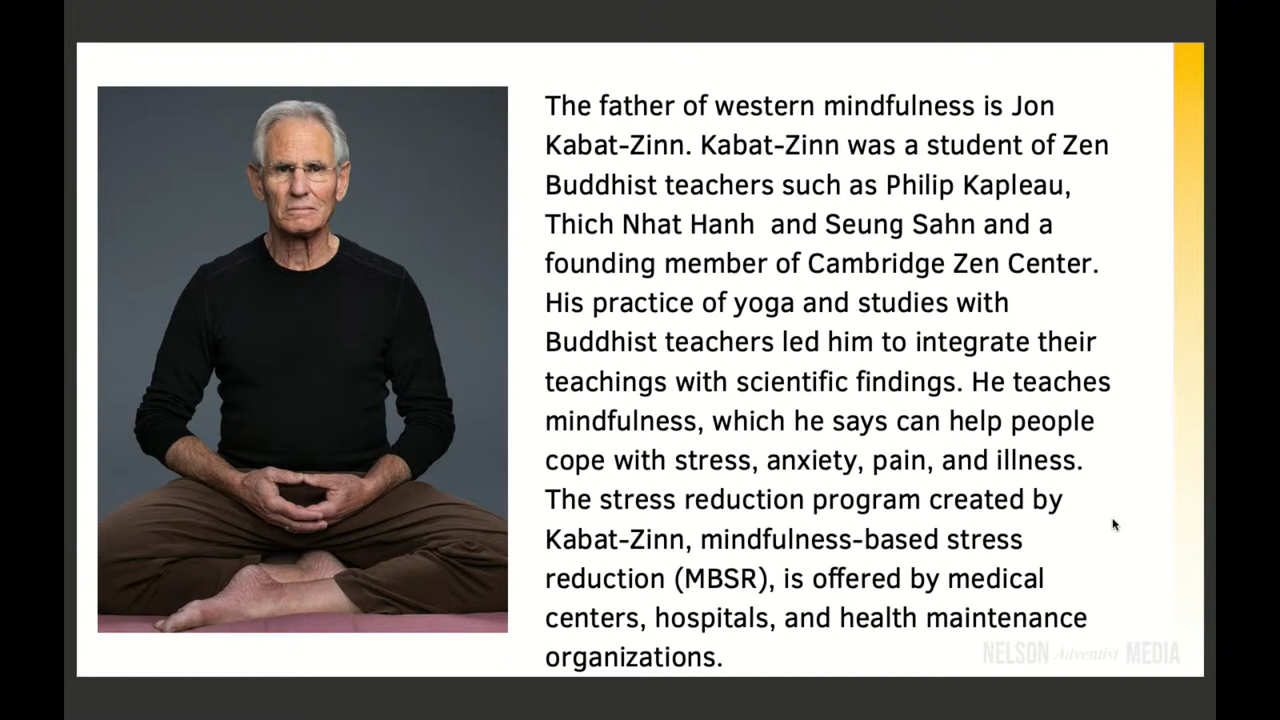 The father of western mindfulness is Jon
Kabat-Zinn. Kabat-Zinn was a student of Zen
Buddhist teachers such as Philip Kapleau,
Thich Nhat Hanh  and Seung Sahn and a
founding member of Cambridge Zen Center.
His practice of yoga and studies with
Buddhist teachers led him to integrate their
teachings with scientific findings. He teaches
mindfulness, which he says can help people
cope with stress, anxiety, pain, and illness.
The stress reduction program created by
Kabat-Zinn, mindfulness-based stress
reduction (MBSR), is offered by medical
centers, hospitals, and health maintenance
organizations.
NELSON Adventist MEDIA